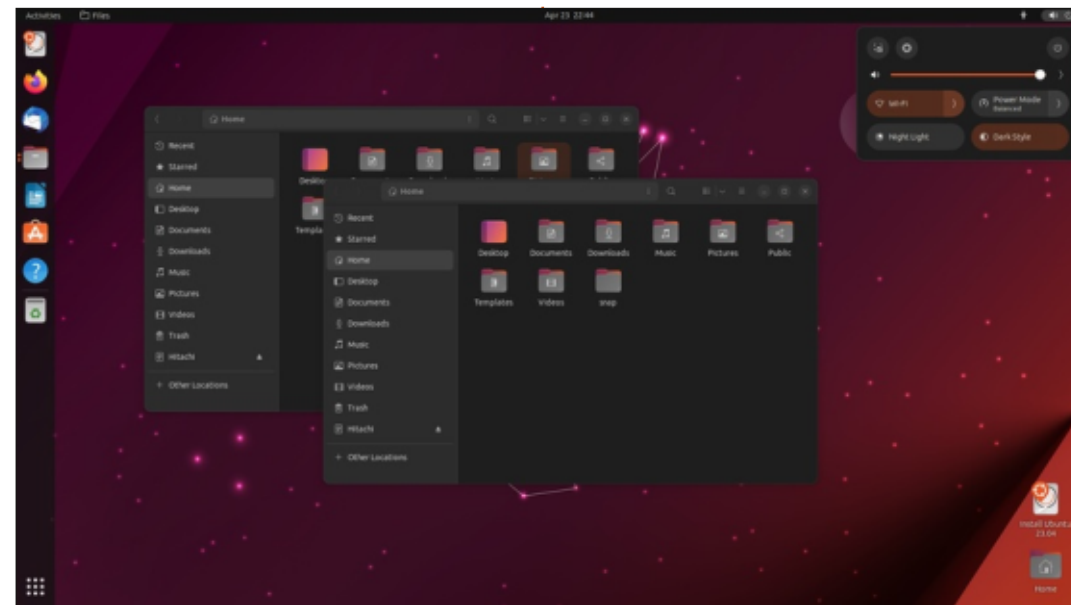 Activities Files Apr 23 22:44
Home
Recent
Starred
Home
Desktop
Documents
Downloads
Music
Pictures
Videos
Trash
Hitachi
Other Locations
Home
Recent
Starred
Home
Desktop
Documents
Downloads
Music
Pictures
Videos
Trash
Hitachi
Other Locations
Desktop Documents Downloads Music Pictures Public
Templates Videos snap
Wi-Fi Power Mode
Balanced
Night Light Dark Style
Install Ubuntu
23.04
Home